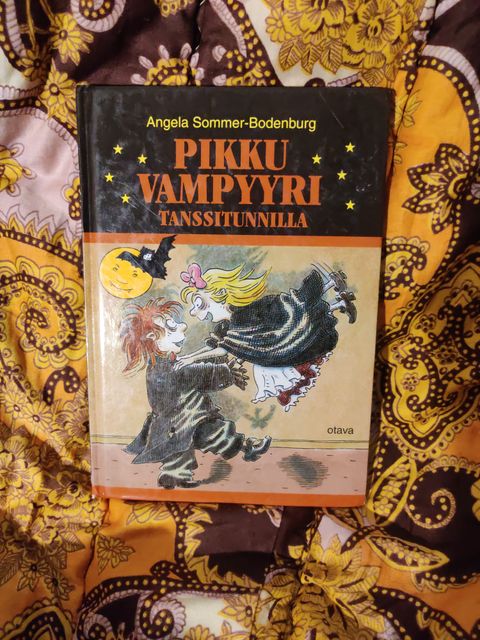 Angela Sommer-Bodenburg
PIKKU
VAMPYYRI
TANSSITUNNILLA
otava